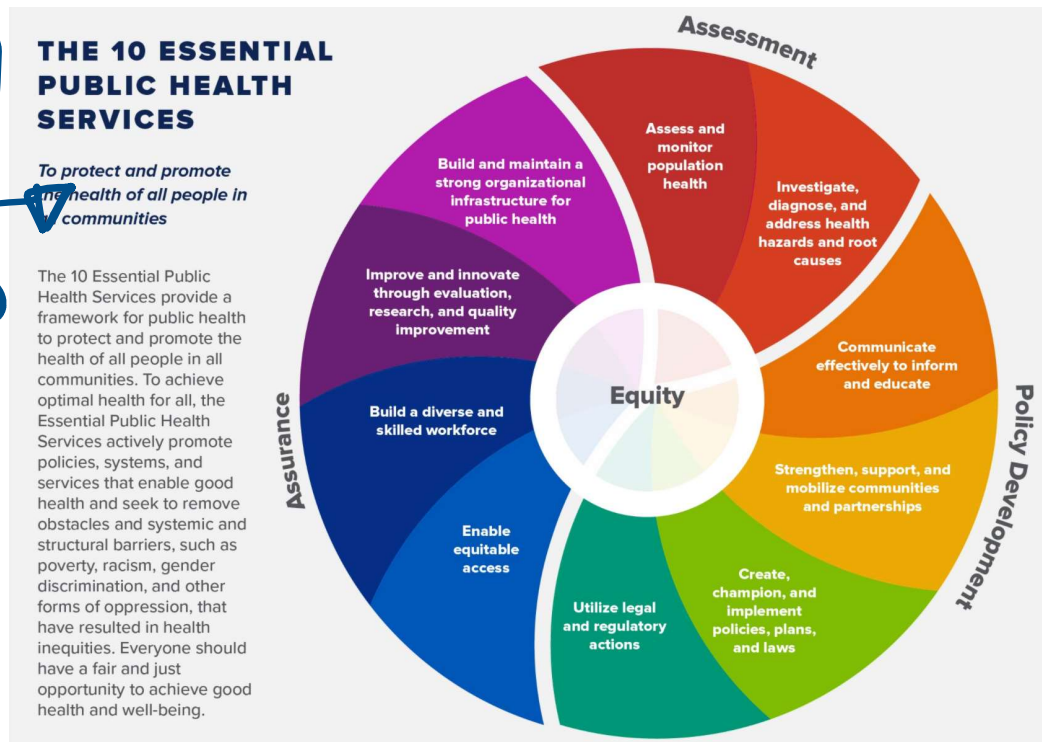 THE 10 ESSENTIAL
PUBLIC HEALTH
SERVICES
To protect and promote
the health of all people in
communities
The 10 Essential Public
Health Services provide a
framework for public health
to protect and promote the
health of all people in all
communities. To achieve
optimal health for all, the
Essential Public Health
Services actively promote
policies, systems, and
services that enable good
health and seek to remove
obstacles and systemic and
structural barriers, such as
poverty, racism, gender
discrimination, and other
forms of oppression, that
have resulted in health
inequities. Everyone should
have a fair and just
opportunity to achieve good
health and well-being.
Assessment
Assess and
monitor
population
health
Investigate,
diagnose, and
address health
hazards and root
causes
Policy Development
Communicate
effectively to inform
and educate
Strengthen, support, and
mobilize communities
and partnerships
Create,
champion, and
implement
policies, plans,
and laws
Utilize legal
and regulatory
actions
Assurance
Enable
equitable
access
Build a diverse and
skilled workforce
Improve and innovate
through evaluation,
research, and quality
improvement
Build and maintain a
strong organizational
infrastructure for
public health
Equity